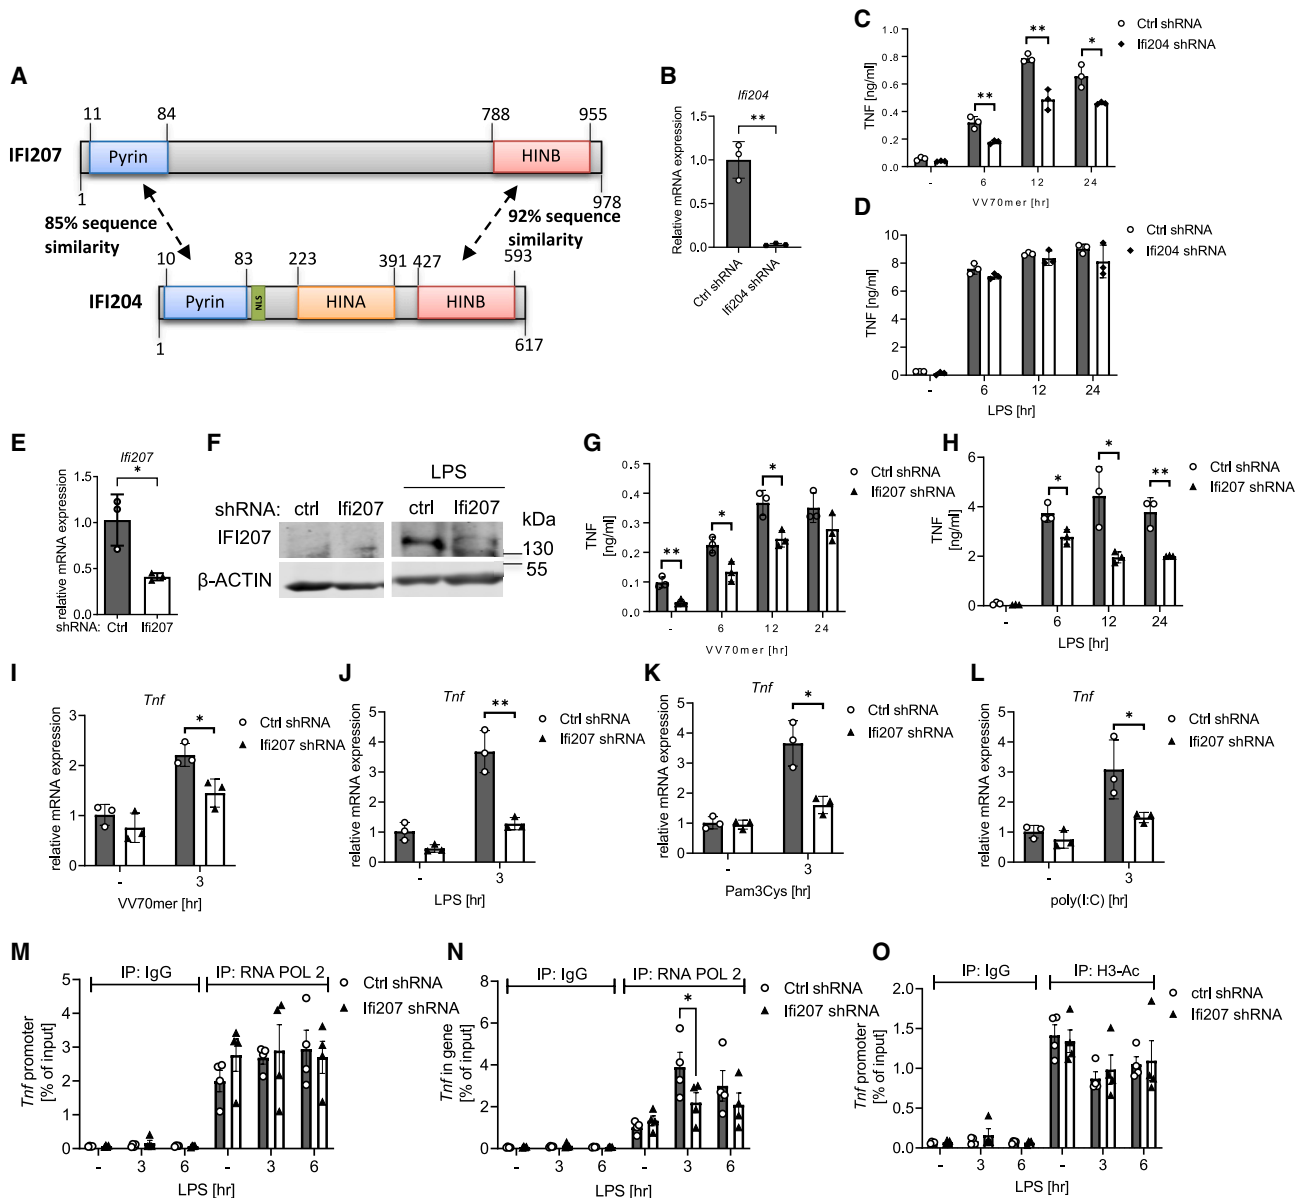 A
11
84
788
955
IFI207
Pyrin
HINB
1
978
85% sequence
similarity
92% sequence
similarity
10
83
223
391
427
593
IFI204
Pyrin
NLS
HINA
HINB
1
617
B
Ifi204
**
Relative mRNA expression
1.5
1.0
0.5
0.0
Ctrl shRNA
Ifi204 shRNA
C
Ctrl shRNA
Ifi204 shRNA
TNF [ng/ml]
1.0
0.8
0.6
0.4
0.2
0.0
**
**
*
-
6
12
24
VV70mer [hr]
D
Ctrl shRNA
Ifi204 shRNA
TNF [ng/ml]
10
8
6
4
2
0
-
6
12
24
LPS [hr]
E
Ifi207
*
relative mRNA expression
1.5
1.0
0.5
0.0
shRNA: Ctrl Ifi207
F
LPS
shRNA: ctrl Ifi207 ctrl Ifi207
kDa
IFI207
130
55
β-ACTIN
G
Ctrl shRNA
Ifi207 shRNA
TNF
[ng/ml]
0.5
0.4
0.3
0.2
0.1
0.0
**
*
*
-
6
12
24
VV70mer [hr]
H
Ctrl shRNA
Ifi207 shRNA
TNF
[ng/ml]
6
4
2
0
*
*
**
-
6
12
24
LPS [hr]
I
Tnf
Ctrl shRNA
Ifi207 shRNA
relative mRNA expression
4
3
2
1
0
*
-
3
VV70mer [hr]
J
Tnf
Ctrl shRNA
Ifi207 shRNA
relative mRNA expression
5
4
3
2
1
0
**
-
3
LPS [hr]
K
Tnf
Ctrl shRNA
Ifi207 shRNA
relative mRNA expression
5
4
3
2
1
0
*
-
3
Pam3Cys [hr]
L
Tnf
Ctrl shRNA
Ifi207 shRNA
relative mRNA expression
5
4
3
2
1
0
*
-
3
poly(I:C) [hr]
M
IP: IgG
IP: RNA POL 2
Ctrl shRNA
Ifi207 shRNA
Tnf promoter
[% of input]
5
4
3
2
1
0
-
3
6
-
3
6
LPS [hr]
N
IP: IgG
IP: RNA POL 2
Ctrl shRNA
Ifi207 shRNA
Tnf in gene
[% of input]
8
6
4
2
0
*
-
3
6
-
3
6
LPS [hr]
O
IP: IgG
IP: H3-Ac
ctrl shRNA
Ifi207 shRNA
Tnf promoter
[% of input]
2.0
1.5
1.0
0.5
0.0
-
3
6
-
3
6
LPS [hr]